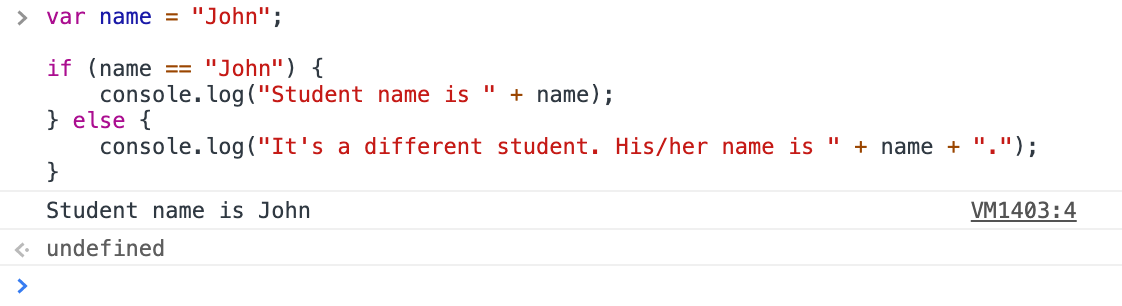 var name = "John";
if (name == "John") {
    console.log("Student name is " + name);
} else {
    console.log("It's a different student. His/her name is " + name + ".");
}
Student name is John VM1403:4
undefined